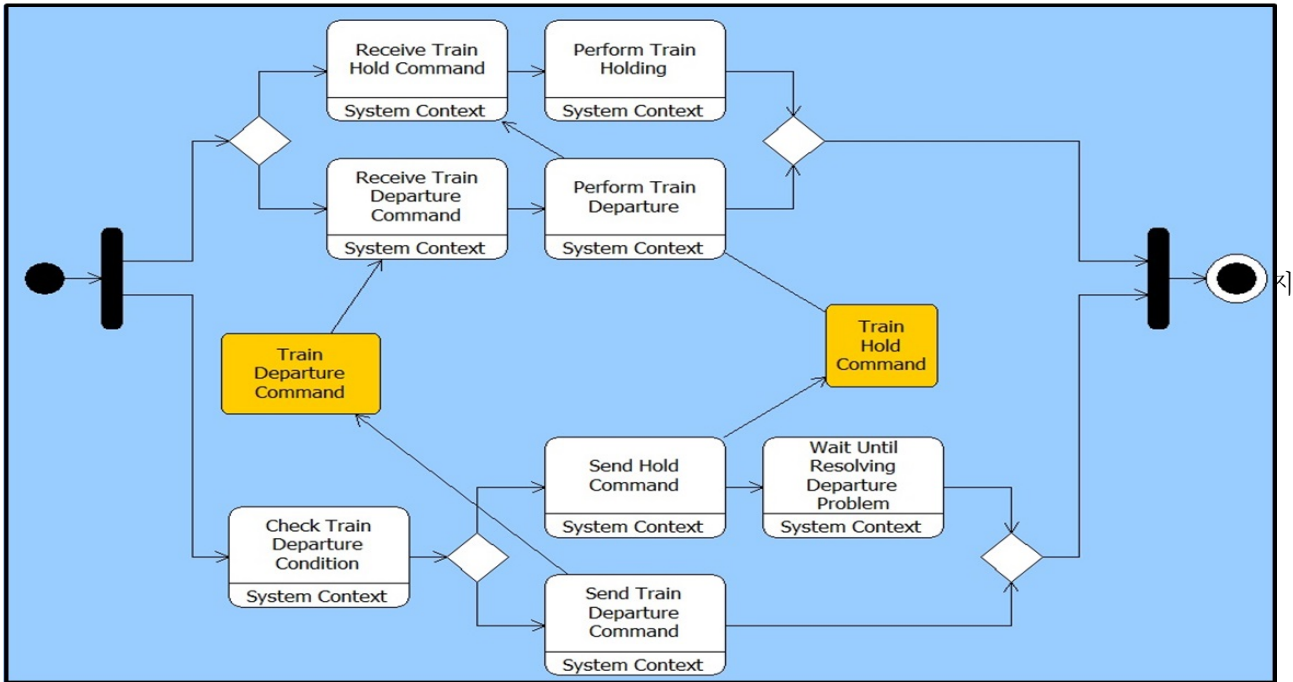 Receive Train
Hold Command
System Context
Perform Train
Holding
System Context
Receive Train
Departure
Command
System Context
Perform Train
Departure
System Context
Train
Departure
Command
Train
Hold
Command
지
Send Hold
Command
System Context
Wait Until
Resolving
Departure
Problem
System Context
Check Train
Departure
Condition
System Context
Send Train
Departure
Command
System Context